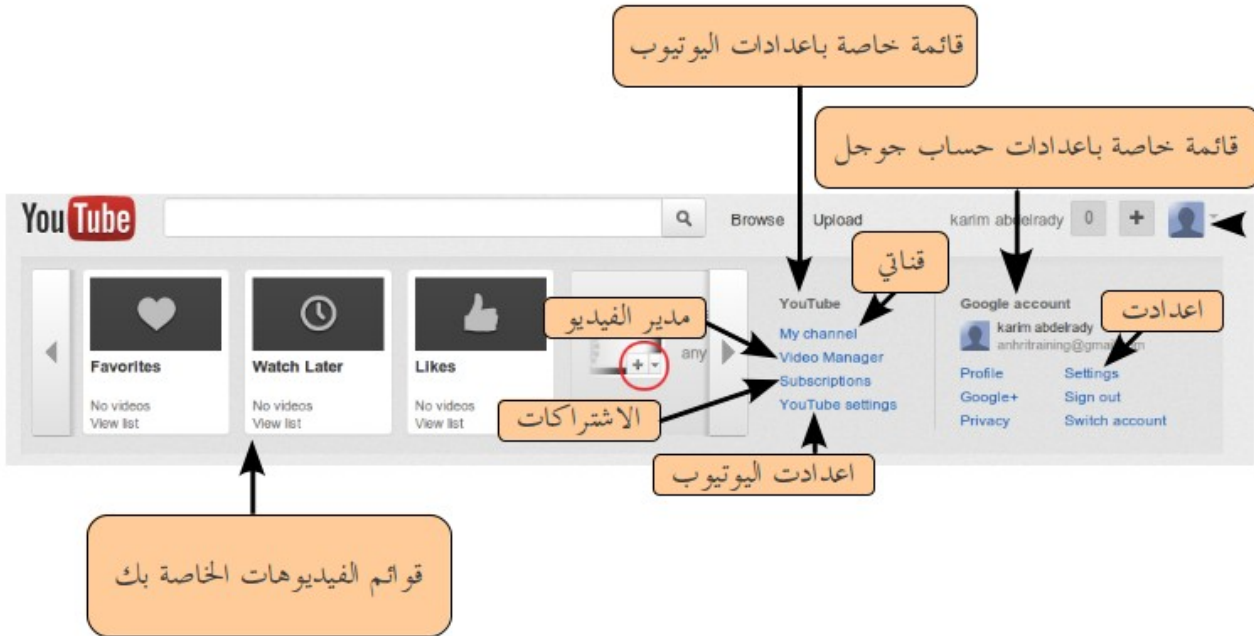 قائمة خاصة باعدادات اليوتيوب
قائمة خاصة باعدادات حساب جوجل
YouTube
Browse
Upload
karim abdelrady
0
قناتي
YouTube
Google account
اعدادت
مدير الفيديو
My channel
karim abdelrady
any
Video Manager
Favorites
Watch Later
Likes
Subscriptions
Profile
Settings
YouTube settings
Google+
Sign out
No videos
No videos
No videos
الاشتراكات
View list
View list
View list
Privacy
Switch account
اعدادت اليوتيوب
قوائم الفيديوهات الخاصة بك